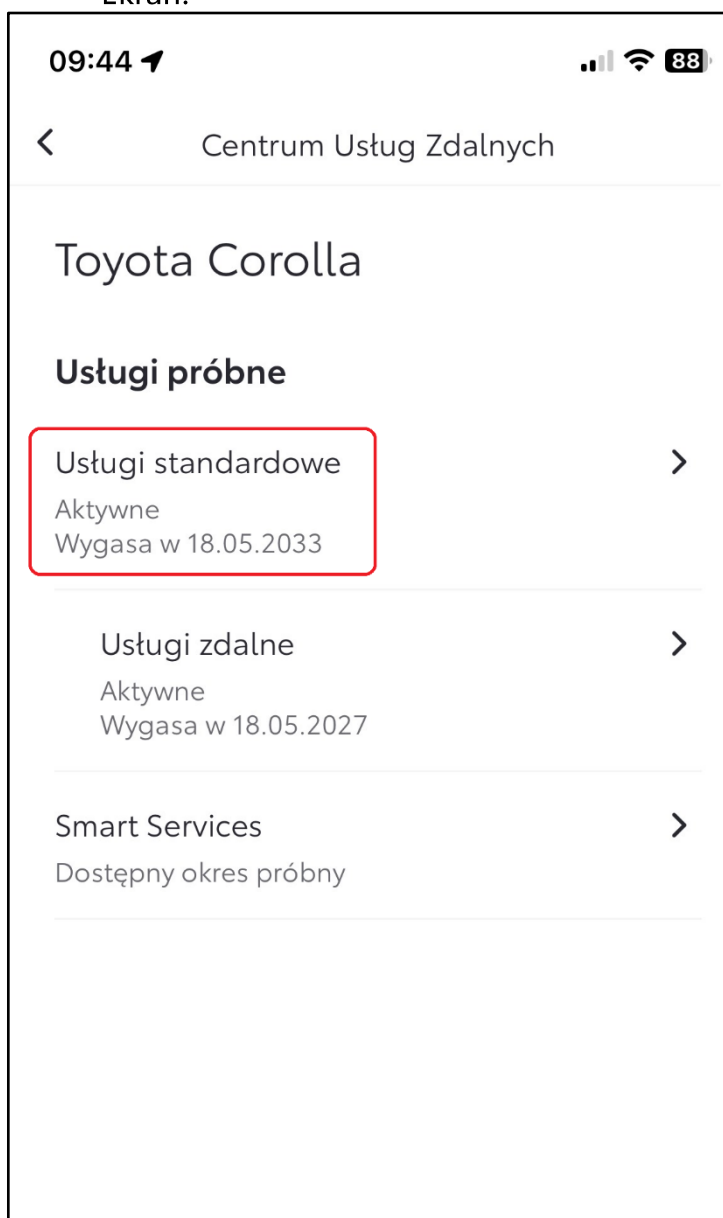 Ekran:
09:44
88
Centrum Usług Zdalnych
Toyota Corolla
Usługi próbne
Usługi standardowe
Aktywne
Wygasa w 18.05.2033
Usługi zdalne
Aktywne
Wygasa w 18.05.2027
Smart Services
Dostępny okres próbny